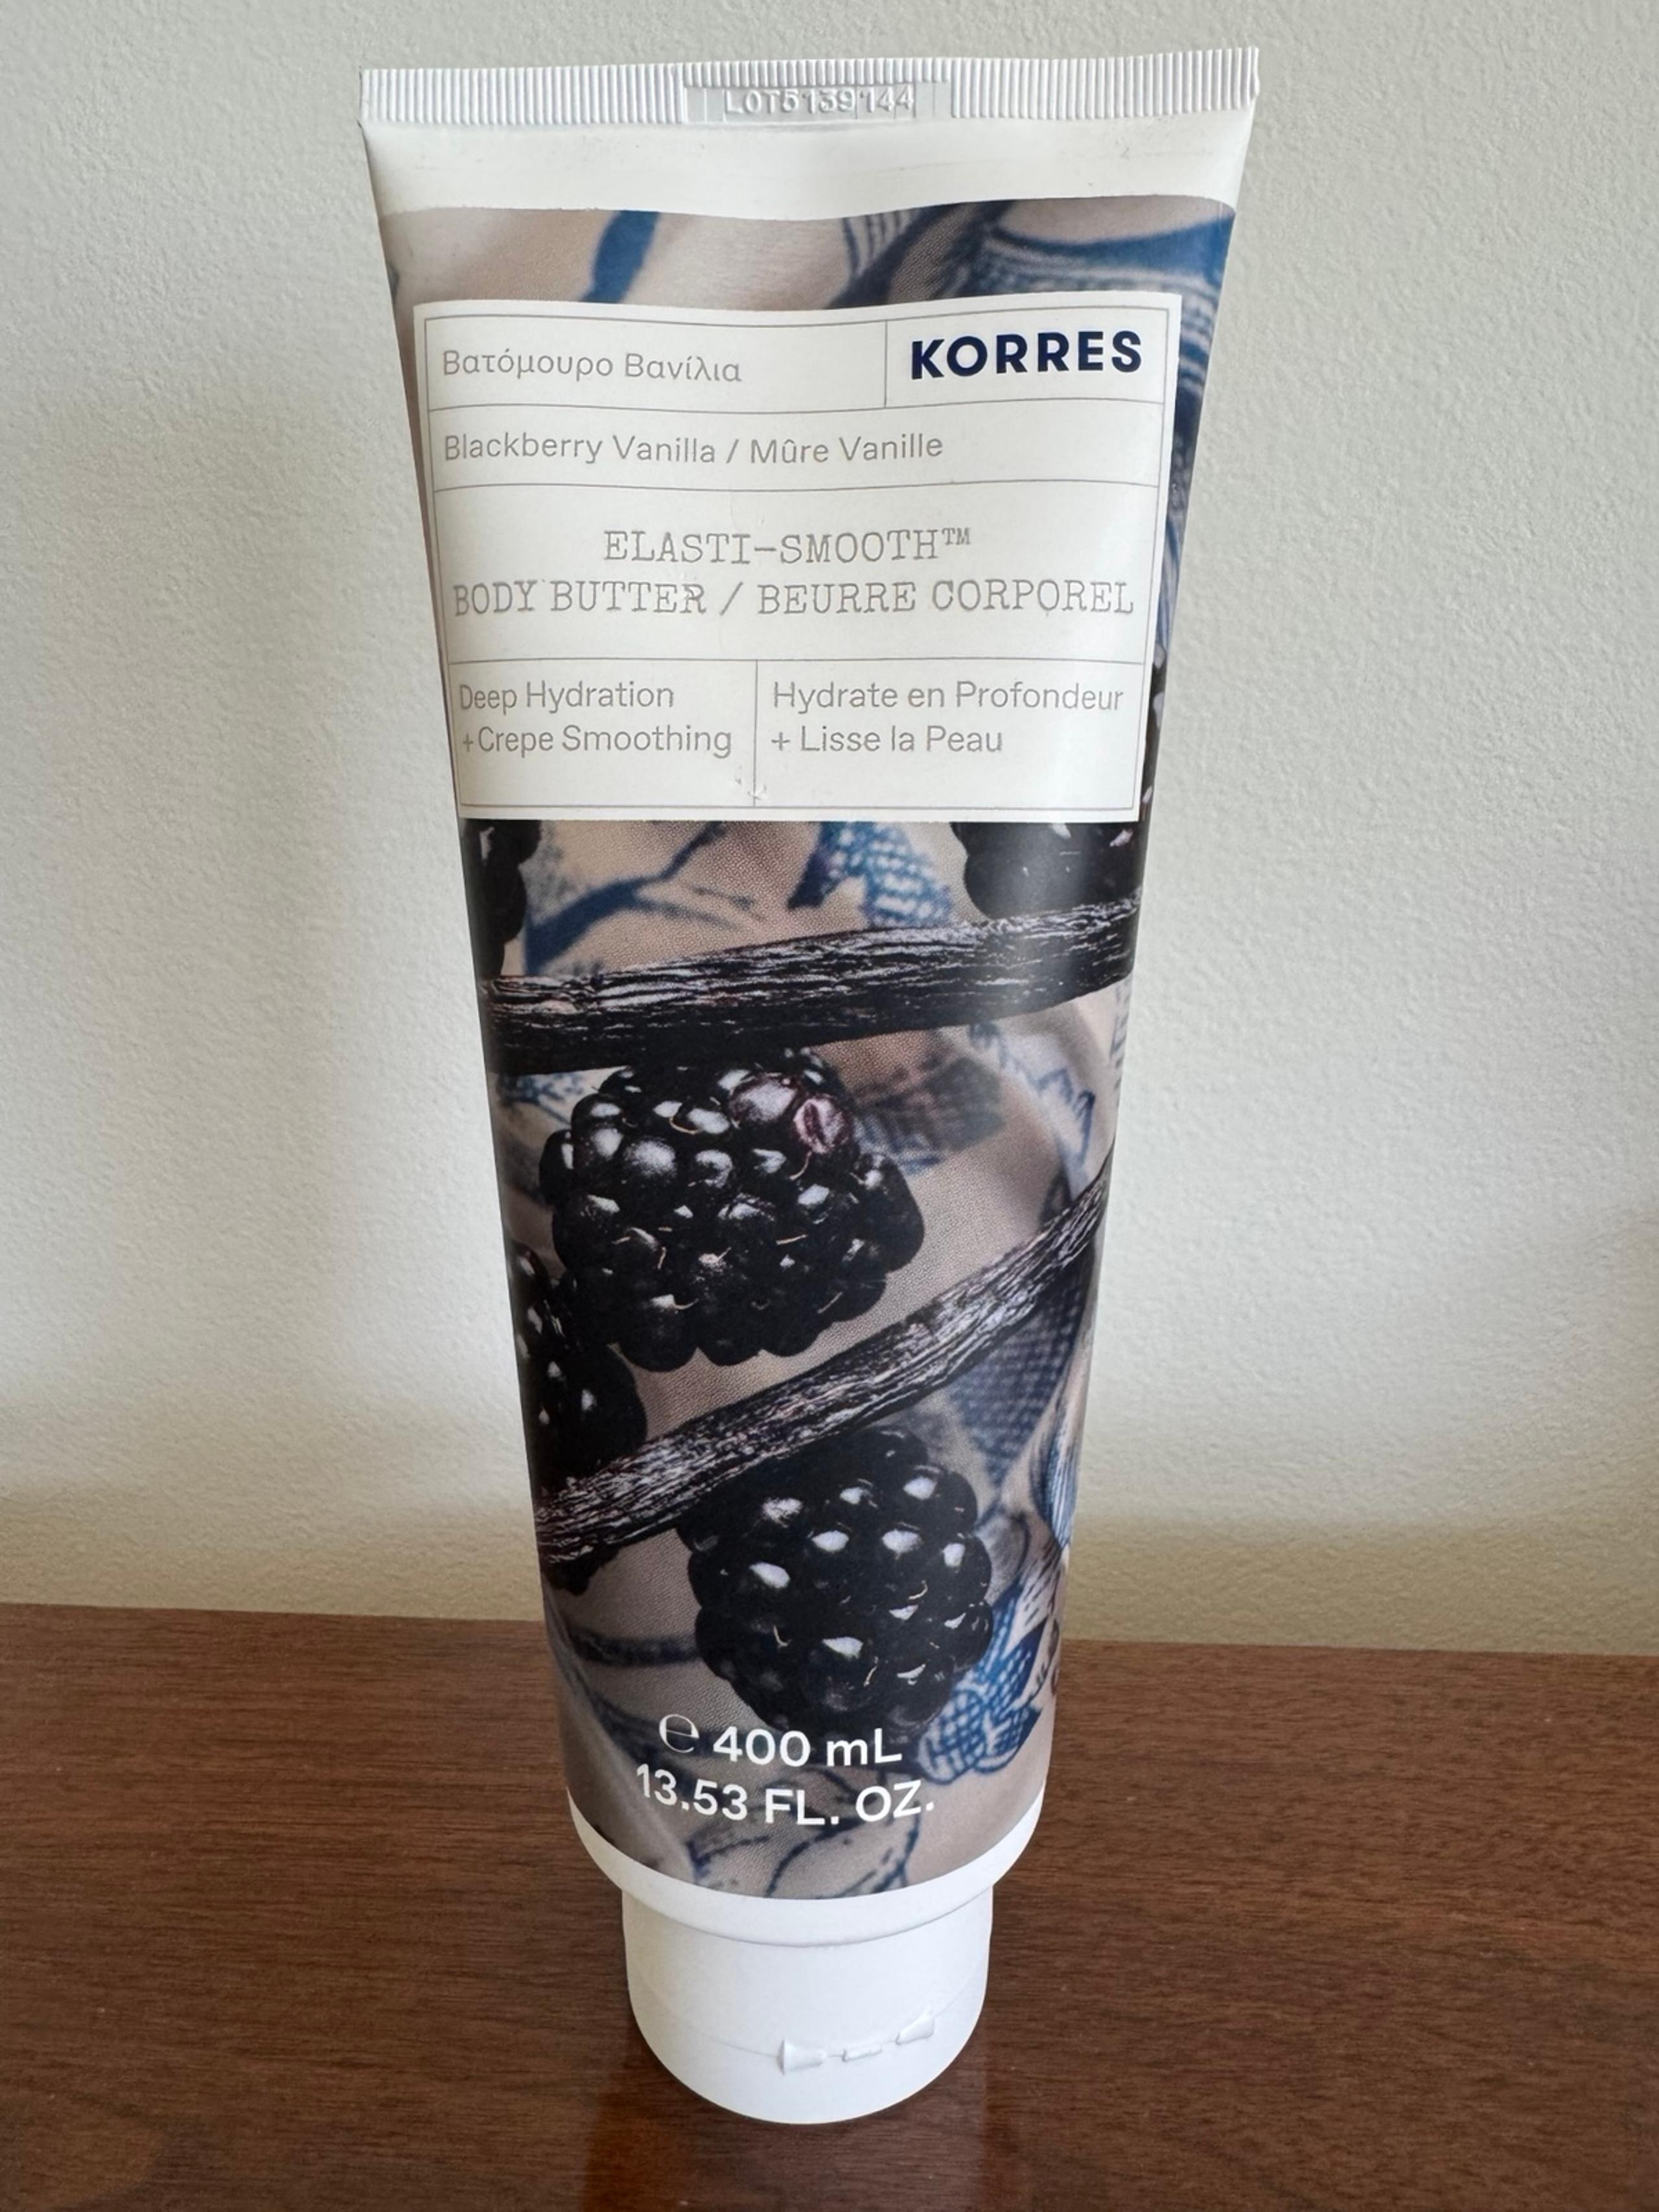 LOT5139144
Βατόμουρο Βανίλια
KORRES
Blackberry Vanilla / Mûre Vanille
ELASTI-SMOOTH™
BODY BUTTER / BEURRE CORPOREL
Deep Hydration
+ Crepe Smoothing
Hydrate en Profondeur
+ Lisse la Peau
℮ 400 mL
13.53 FL. OZ.